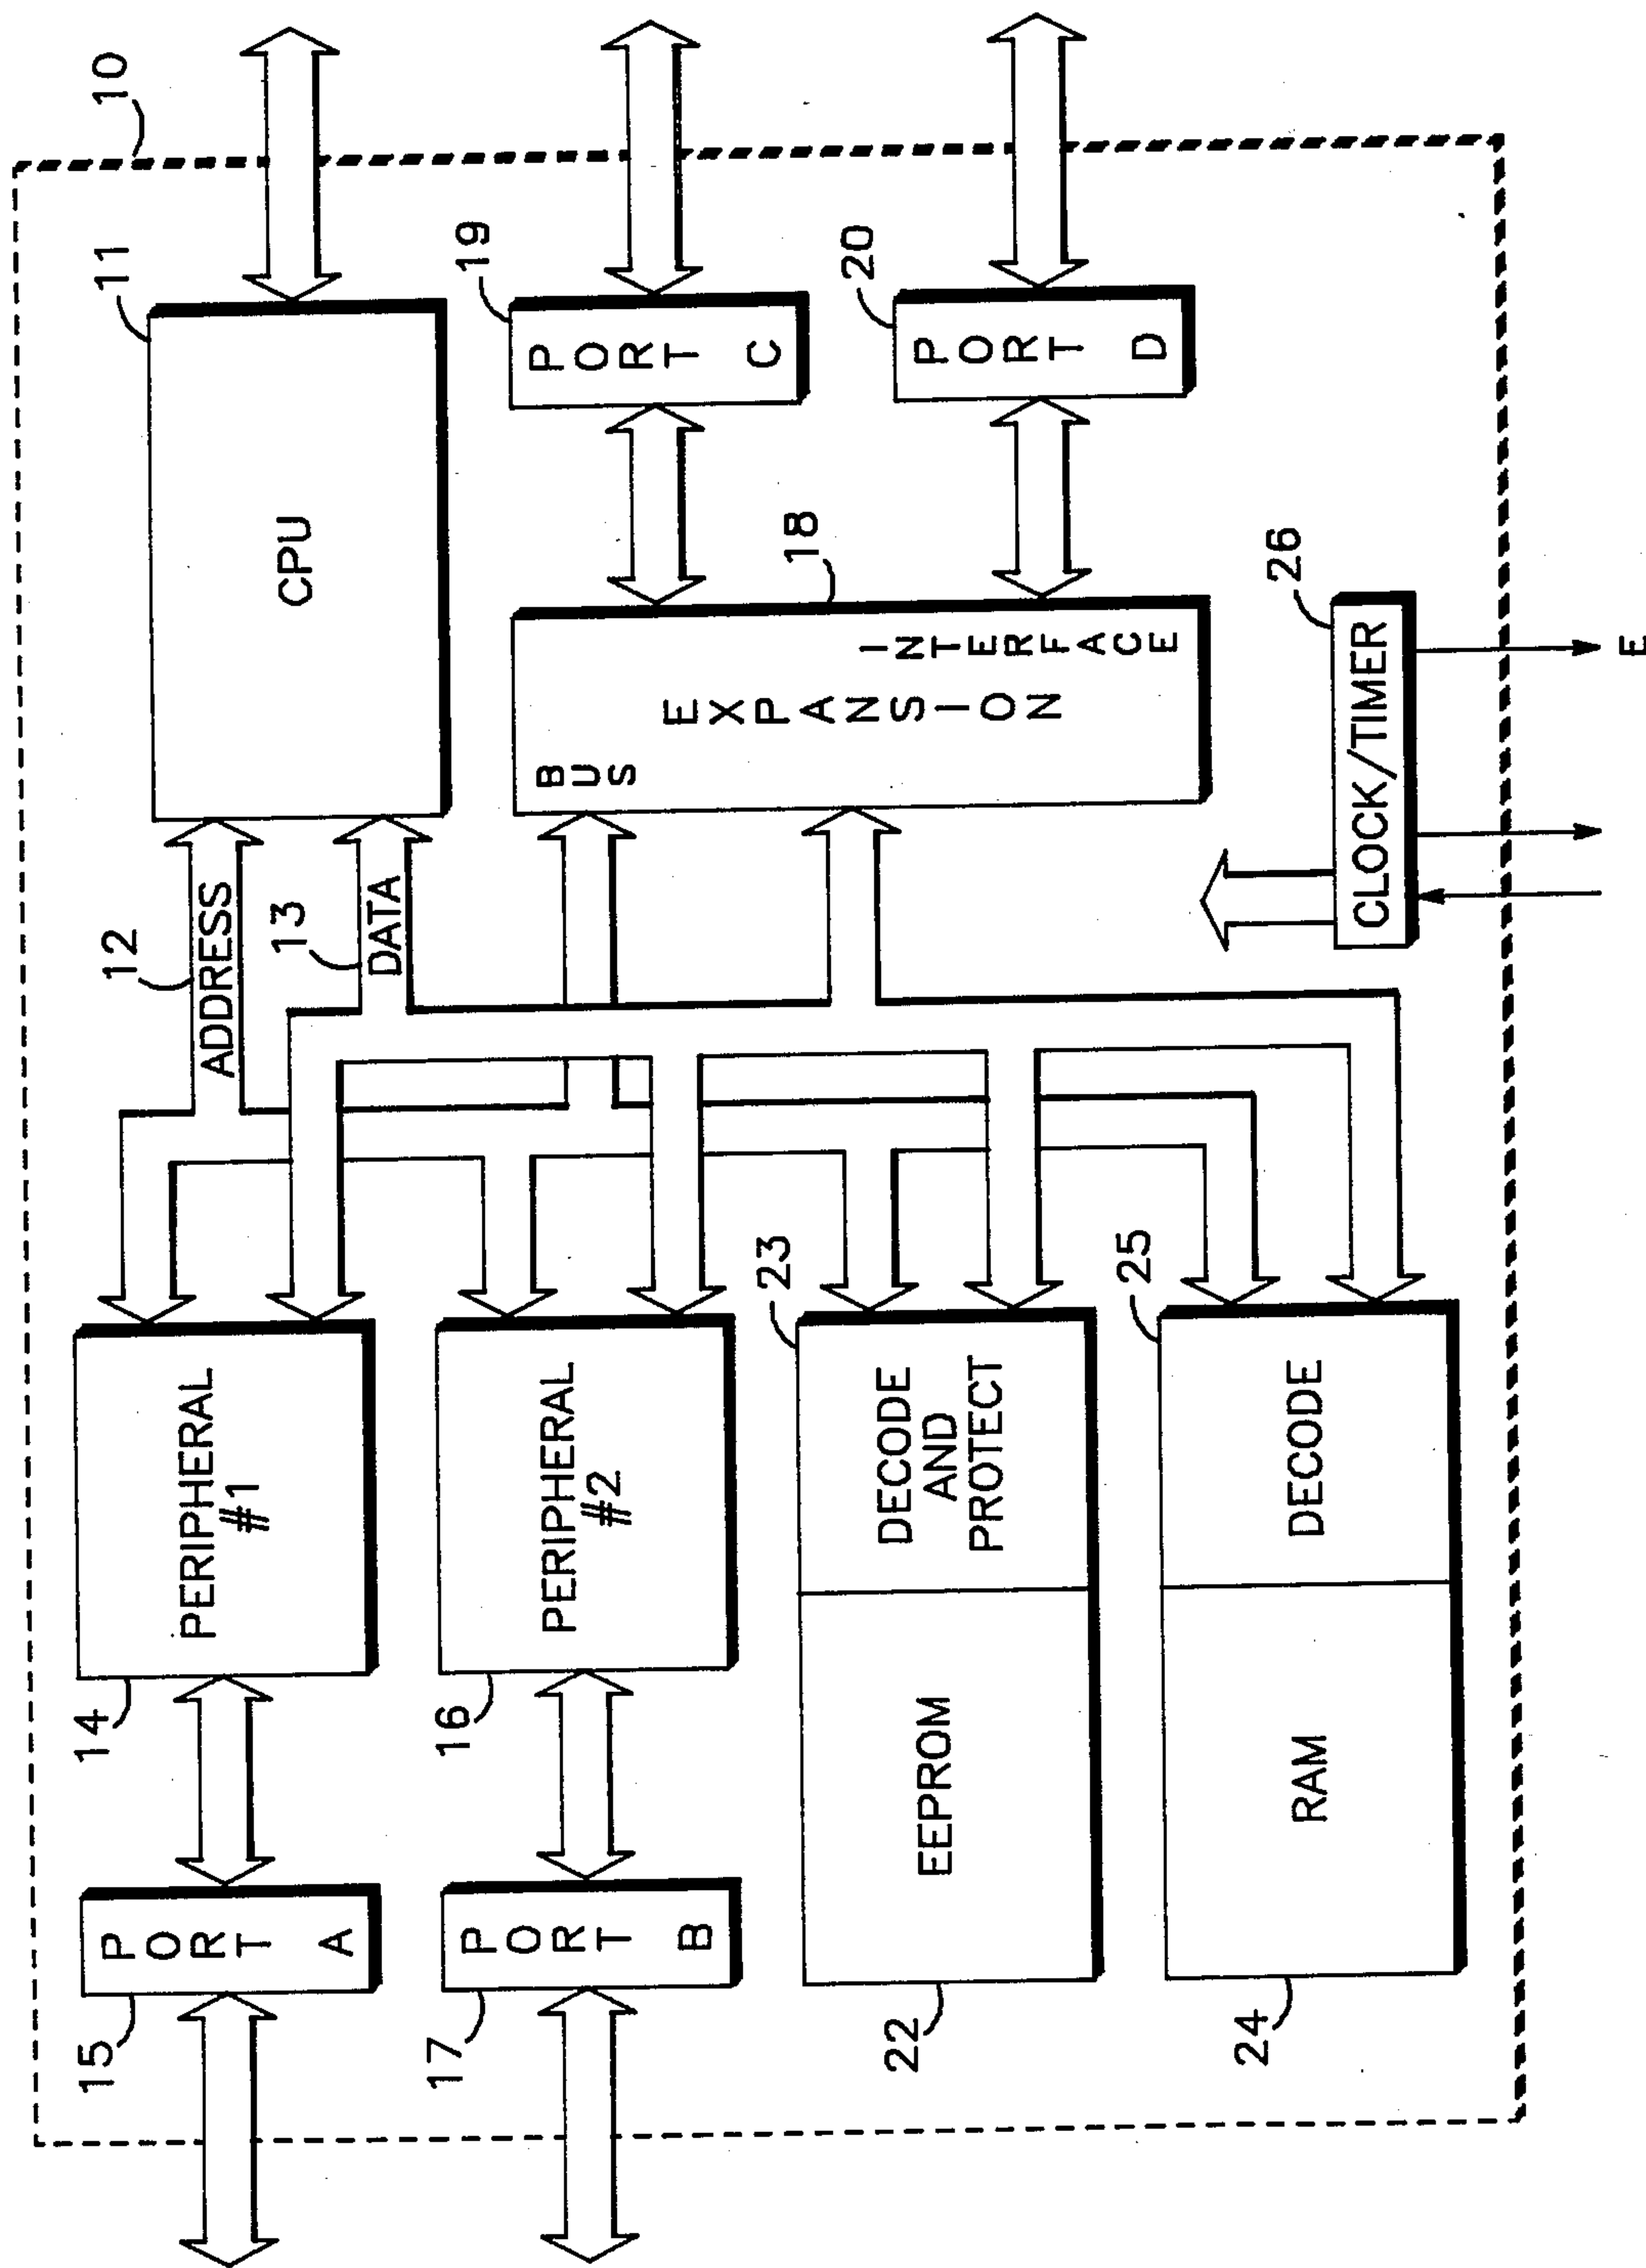 10
11
CPU
12
ADDRESS
13
DATA
14
PERIPHERAL
#1
15
PORT A
16
PERIPHERAL
#2
17
PORT B
18
BUS
EXPANSION
INTERFACE
19
PORT C
20
PORT D
22
EEPROM
23
DECODE
AND
PROTECT
24
RAM
25
DECODE
26
CLOCK/TIMER
E